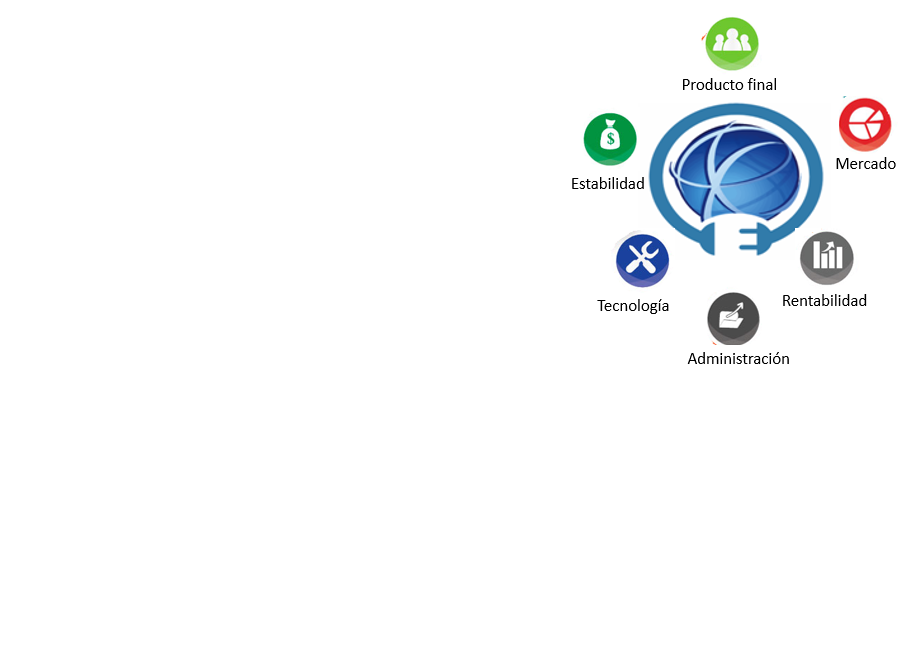 Producto final
Mercado
Estabilidad
Rentabilidad
Tecnología
Administración